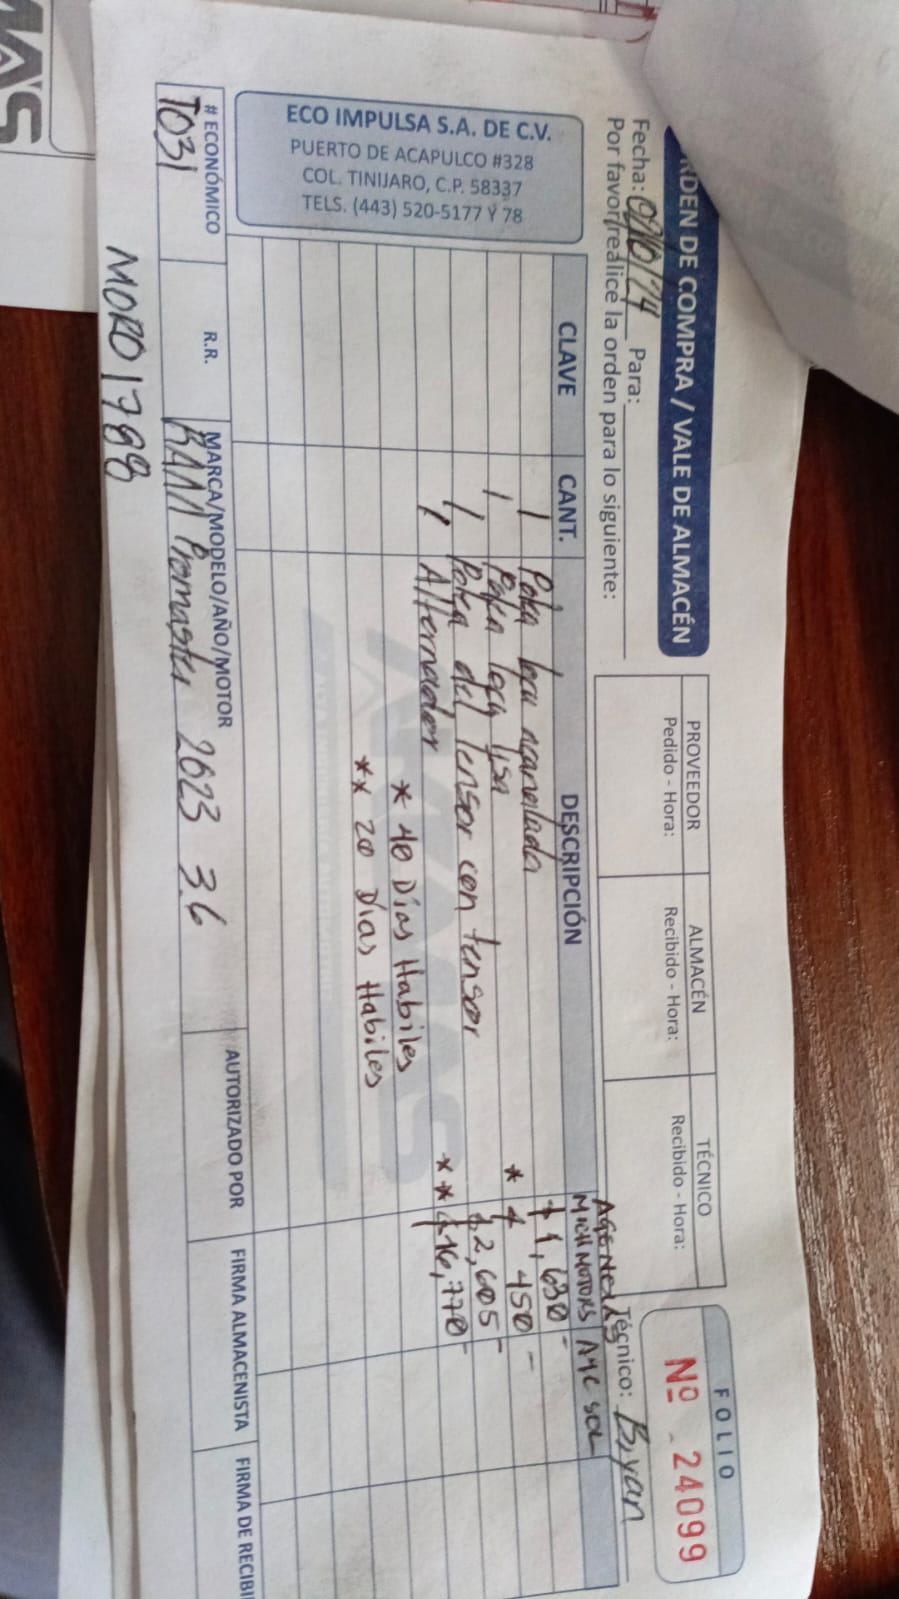 RDEN DE COMPRA / VALE DE ALMACÉN
Fecha: 02/10/24 Para:
Por favor realice la orden para lo siguiente:
PROVEEDOR
Pedido - Hora:
ALMACÉN
Recibido - Hora:
TÉCNICO
Recibido - Hora:
FOLIO
Nº 24099
Técnico: Bryan
ECO IMPULSA S.A. DE C.V.
PUERTO DE ACAPULCO #328
COL. TINIJARO, C.P. 58337
TELS. (443) 520-5177 Y 78
AGENCIAS
CLAVE CANT. DESCRIPCIÓN MICH MOTORS
1 Polea loca acanalada $1,630-
1 Polea loca lisa * $ 450-
1 Polea del tensor con tensor $2,605-
1 Alternador ** $16,770-
* 40 Días Habiles
** 20 Días Habiles
# ECONÓMICO R.R. MARCA/MODELO/AÑO/MOTOR AUTORIZADO POR FIRMA ALMACENISTA FIRMA DE RECIBI
T031 RAM Promaster 2023 3.6
MORO1788
MAS